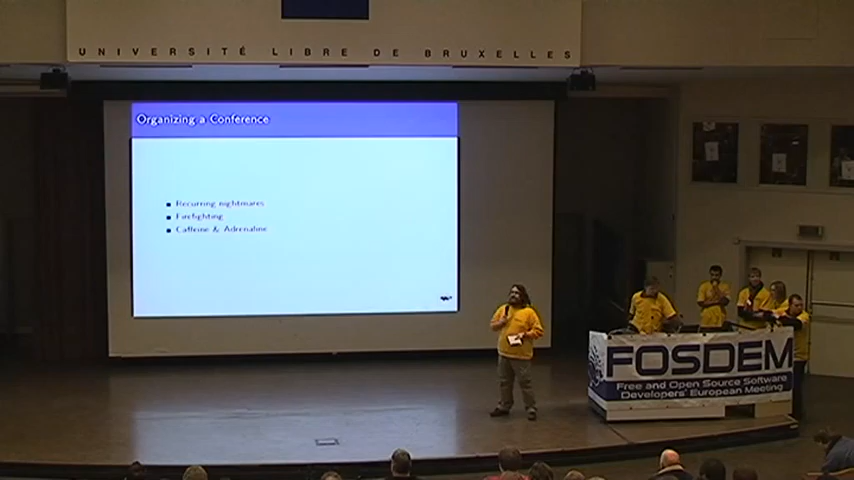 UNIVERSITÉ LIBRE DE BRUXELLES
Organizing a Conference
Recurring nightmares
Firefighting
Caffeine & Adrenaline
FOSDEM
Free and Open Source Software
Developers' European Meeting